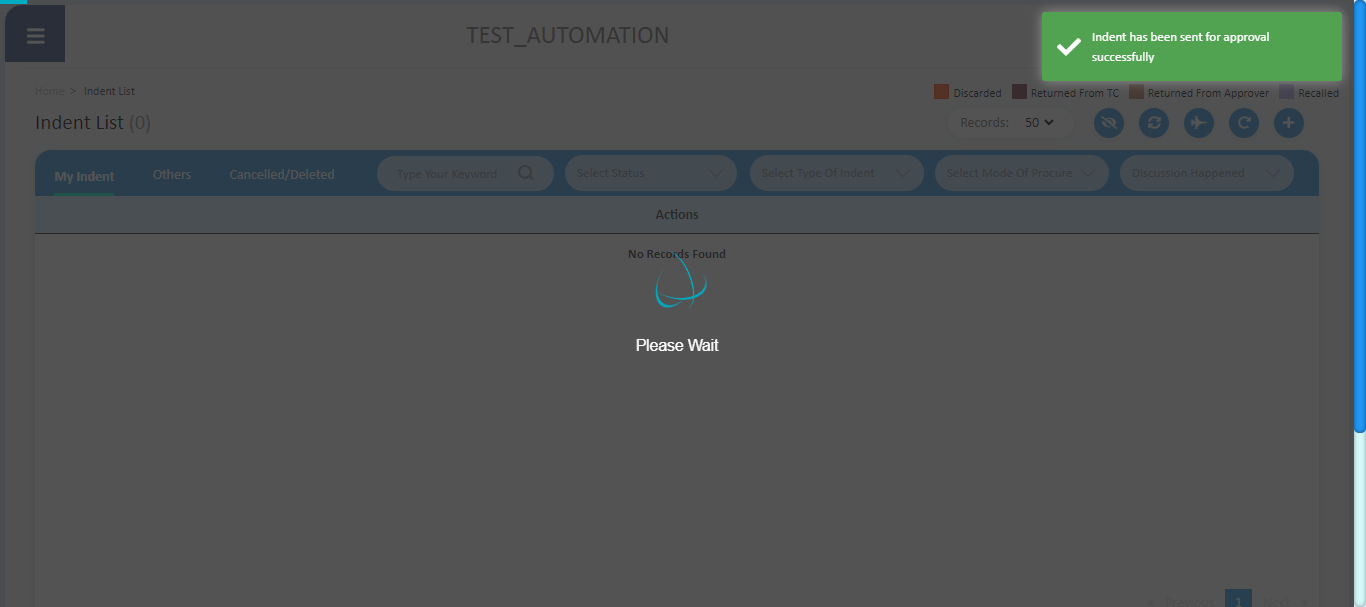 TEST_AUTOMATION
Indent has been sent for approval
successfully
Home > Indent List
Discarded Returned From TC Returned From Approver Recalled
Indent List (0)
Records: 50
My Indent Others Cancelled/Deleted Type Your Keyword Select Status Select Type Of Indent Select Mode Of Procure Discussion Happened
Actions
No Records Found
Please Wait
« Previous 1 Next »